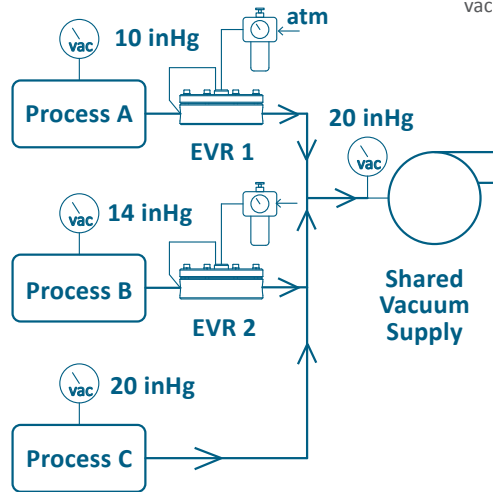 vac
atm
10 inHg
vac
Process A
EVR 1
20 inHg
vac
14 inHg
vac
Process B
EVR 2
Shared
Vacuum
Supply
20 inHg
vac
Process C